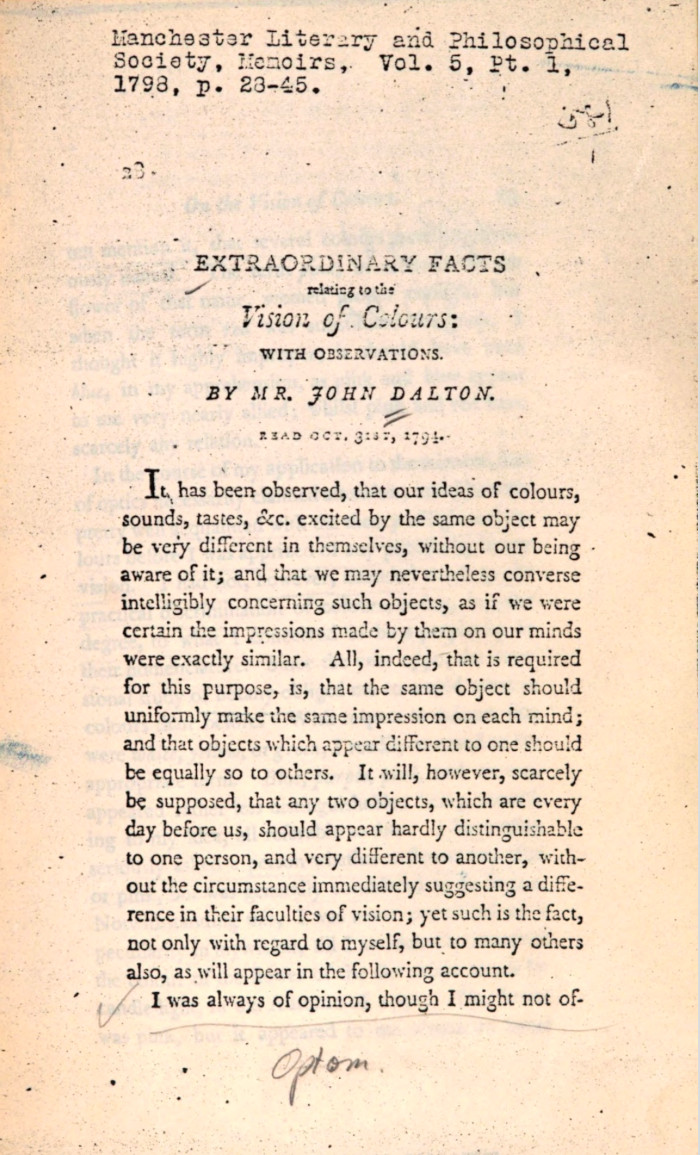 Manchester Literary and Philosophical
Society, Memoirs, Vol. 5, Pt. 1,
1798, p. 28-45.
28.
EXTRAORDINARY FACTS
relating to the
Vision of Colours:
WITH OBSERVATIONS.
BY MR. JOHN DALTON.
READ OCT. 31ST, 1794.
It has been observed, that our ideas of colours,
sounds, tastes, &c. excited by the same object may
be very different in themselves, without our being
aware of it; and that we may nevertheless converse
intelligibly concerning such objects, as if we were
certain the impressions made by them on our minds
were exactly similar. All, indeed, that is required
for this purpose, is, that the same object should
uniformly make the same impression on each mind;
and that objects which appear different to one should
be equally so to others. It will, however, scarcely
be supposed, that any two objects, which are every
day before us, should appear hardly distinguishable
to one person, and very different to another, with-
out the circumstance immediately suggesting a diffe-
rence in their faculties of vision; yet such is the fact,
not only with regard to myself, but to many others
also, as will appear in the following account.
I was always of opinion, though I might not of-
Optom.